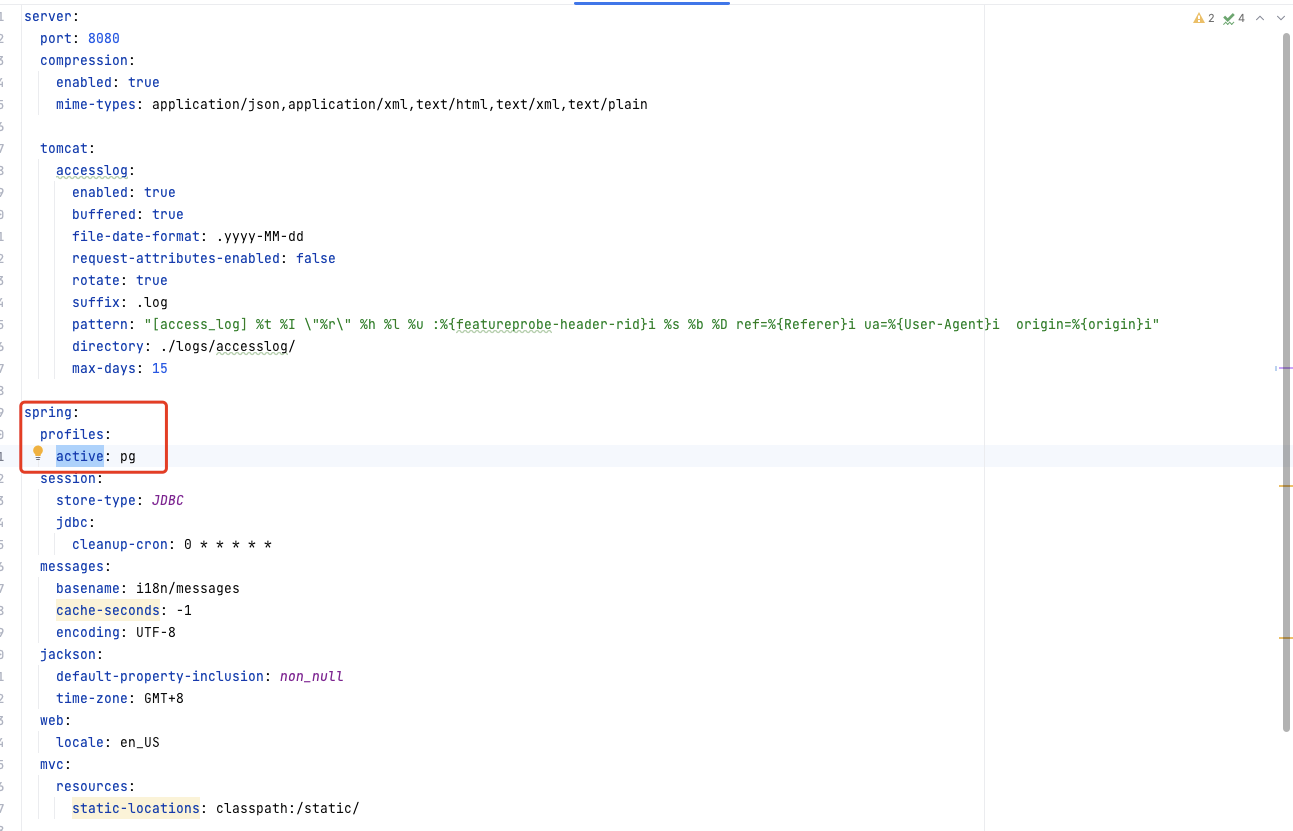 2 4
server:
port: 8080
compression:
enabled: true
mime-types: application/json,application/xml,text/html,text/xml,text/plain
tomcat:
accesslog:
enabled: true
buffered: true
file-date-format: .yyyy-MM-dd
request-attributes-enabled: false
rotate: true
suffix: .log
pattern: "[access_log] %t %I \"%r\" %h %l %u :%{featureprobe-header-rid}i %s %b %D ref=%{Referer}i ua=%{User-Agent}i  origin=%{origin}i"
directory: ./logs/accesslog/
max-days: 15
spring:
profiles:
active: pg
session:
store-type: JDBC
jdbc:
cleanup-cron: 0 * * * * *
messages:
basename: i18n/messages
cache-seconds: -1
encoding: UTF-8
jackson:
default-property-inclusion: non_null
time-zone: GMT+8
web:
locale: en_US
mvc:
resources:
static-locations: classpath:/static/